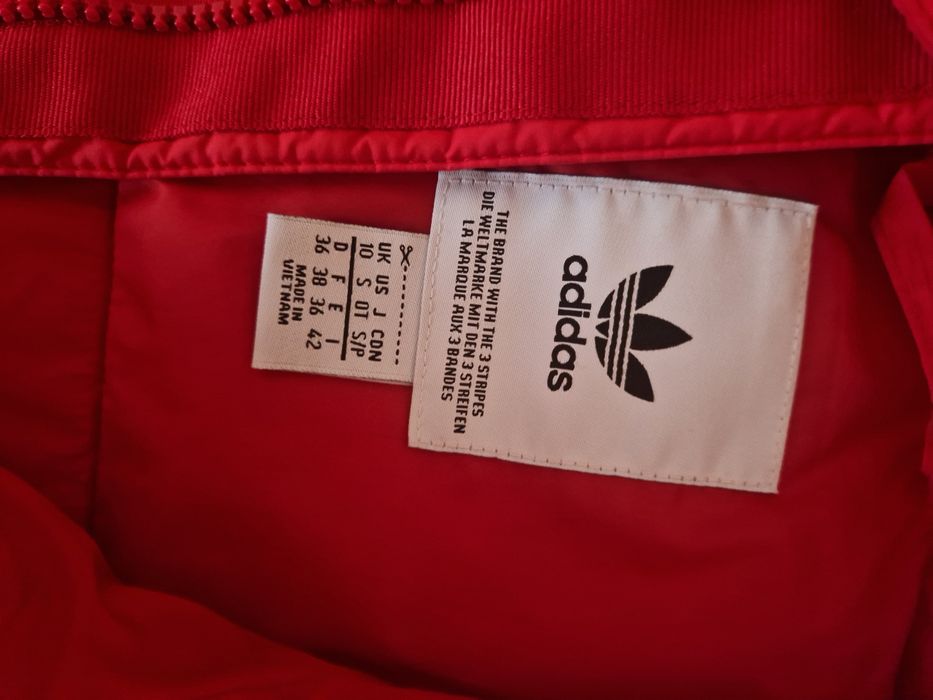 adidas
THE BRAND WITH THE 3 STRIPES
DIE WELTMARKE MIT DEN 3 STREIFEN
LA MARQUE AUX 3 BANDES
UK US J CDN
10 S OT S/P
D F E I
36 38 36 42
MADE IN
VIETNAM